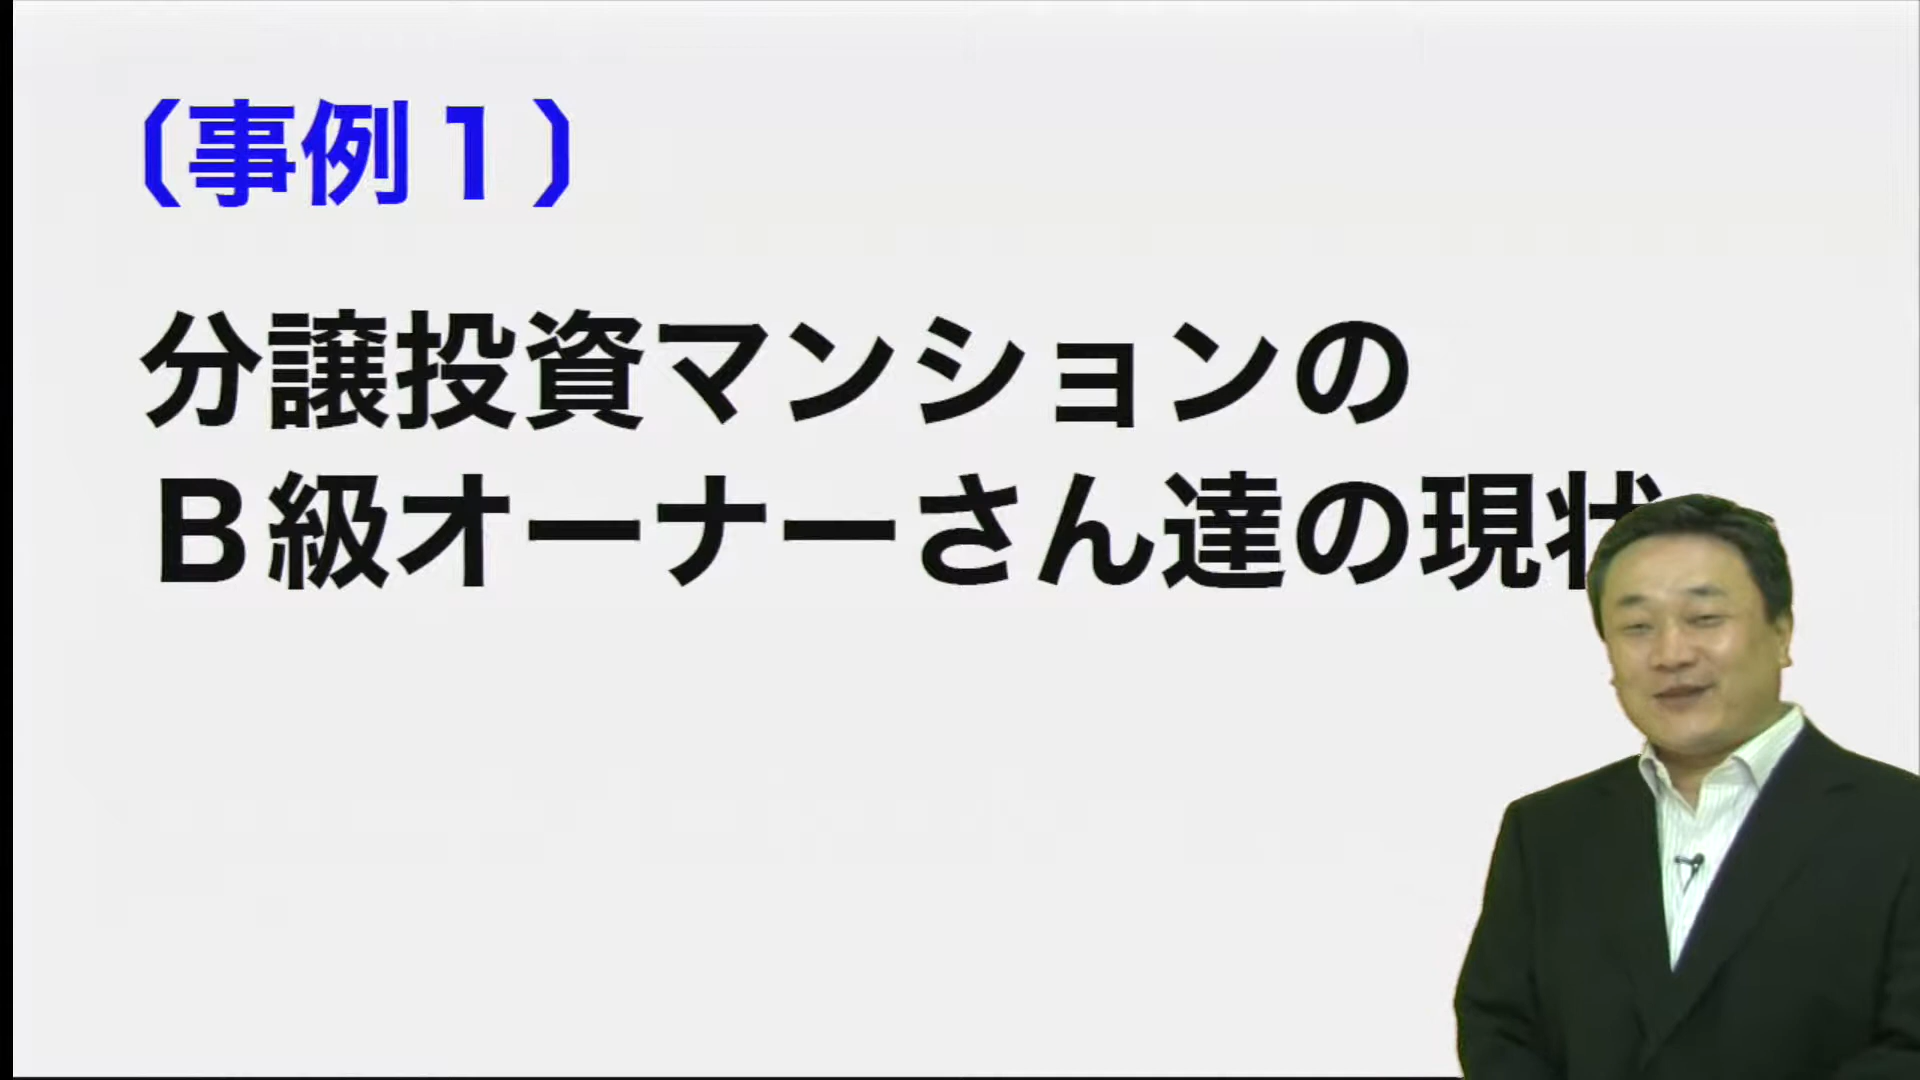 〔事例１〕
分譲投資マンションの
Ｂ級オーナーさん達の現状